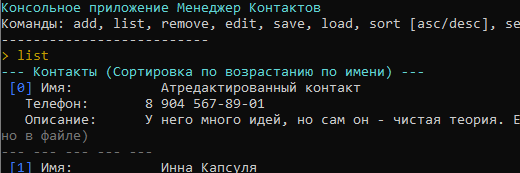 Консольное приложение Менеджер Контактов
Команды: add, list, remove, edit, save, load, sort [asc/desc], se
-------------------------
> list
--- Контакты (Сортировка по возрастанию по имени) ---
[0] Имя: Атредактированный контакт
Телефон: 8 904 567-89-01
Описание: У него много идей, но сам он - чистая теория. Е
но в файле)
--- --- --- --- ---
[1] Имя: Инна Капсуля